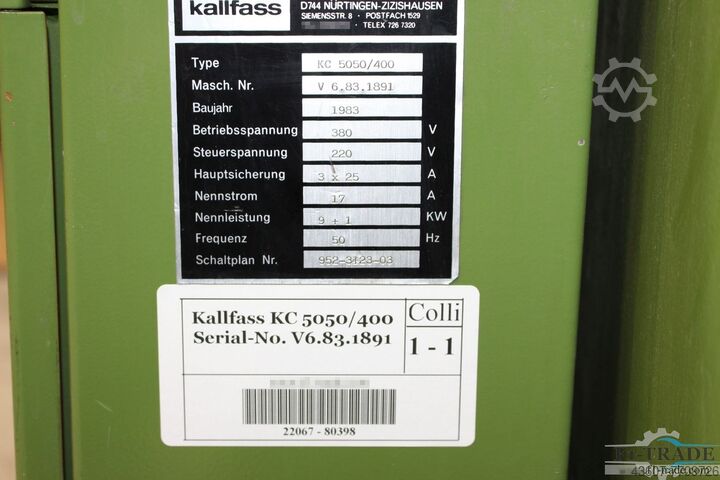 kallfass
D744 NÜRTINGEN-ZIZISHAUSEN
SIEMENSSTR. 8 · POSTFACH 1529
· TELEX 726 7320
Type KC 5050/400
Masch. Nr. V 6.83.1891
Baujahr 1983
Betriebsspannung 380 V
Steuerspannung 220 V
Hauptsicherung 3 x 25 A
Nennstrom 17 A
Nennleistung 9 + 1 KW
Frequenz 50 Hz
Schaltplan Nr. 952-3T23-03
Kallfass KC 5050/400
Serial-No. V6.83.1891
Colli
1 - 1
22067 - 80398